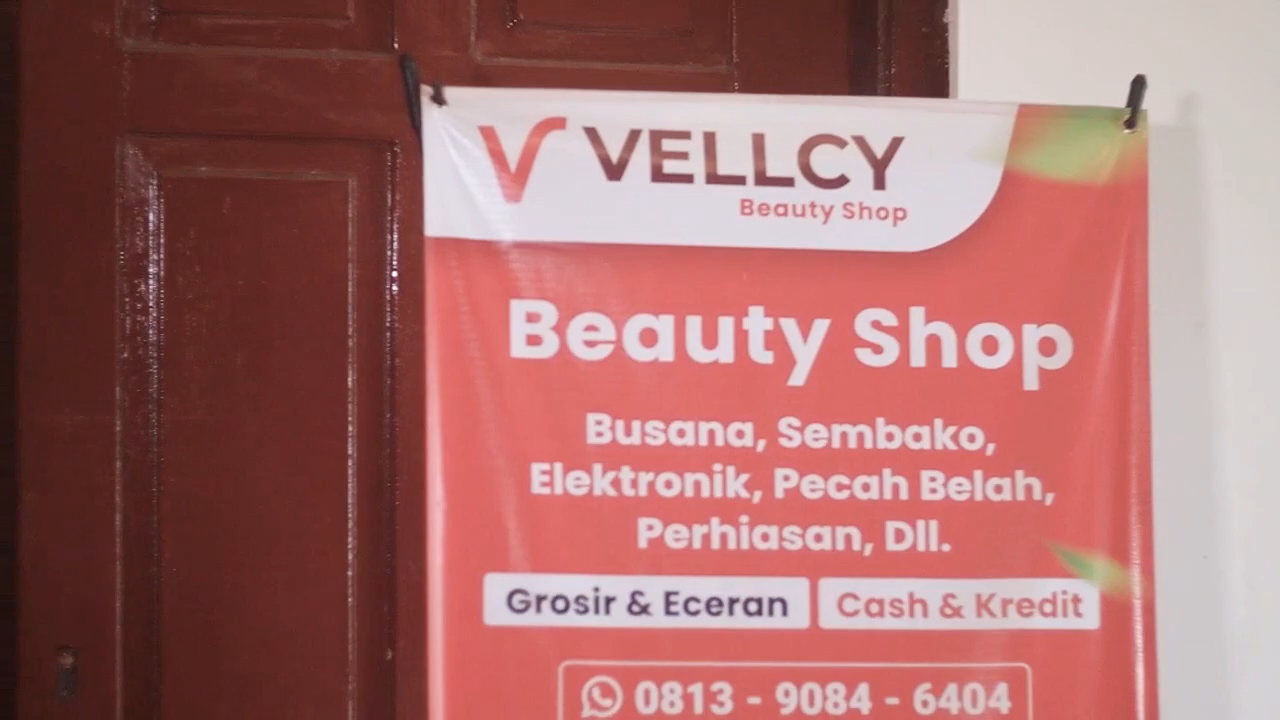 VELLCY
Beauty Shop
Beauty Shop
Busana, Sembako,
Elektronik, Pecah Belah,
Perhiasan, Dll.
Grosir & Eceran
Cash & Kredit
0813 - 9084 - 6404